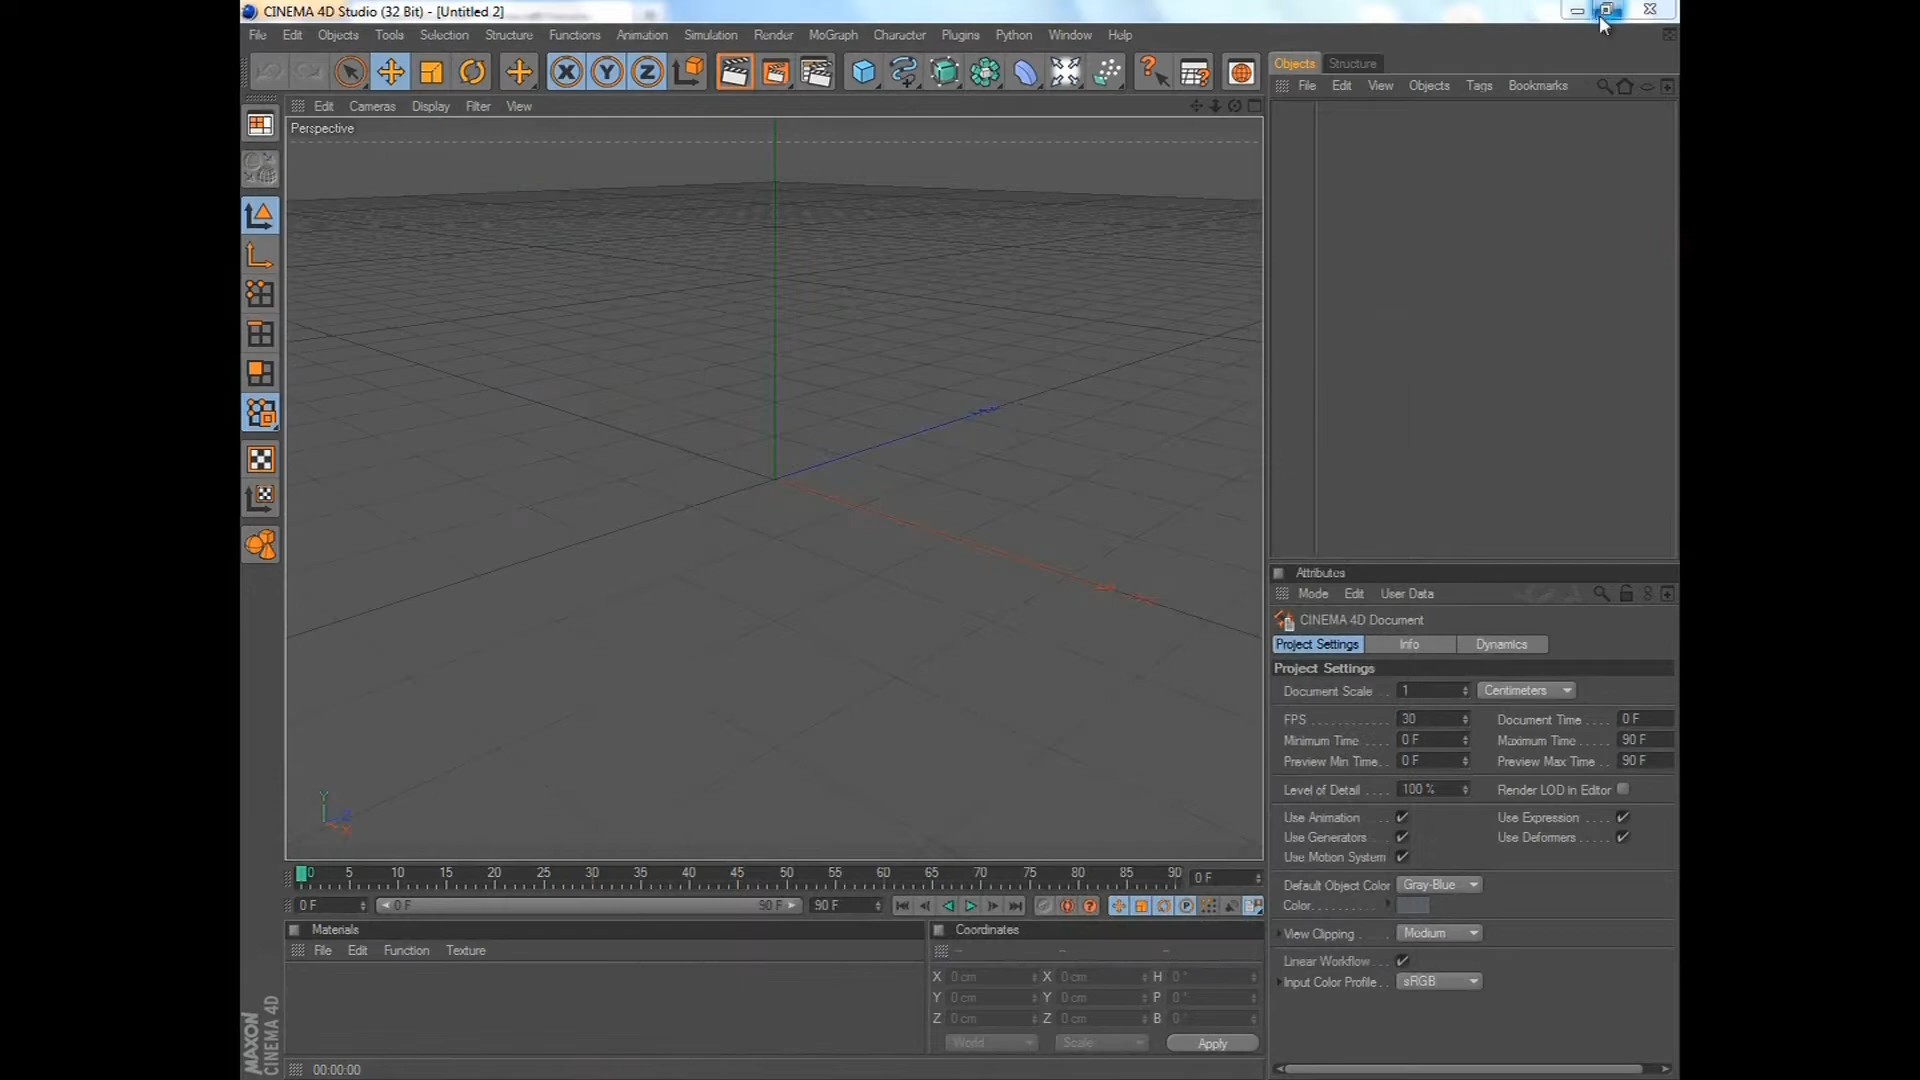 CINEMA 4D Studio (32 Bit) - [Untitled 2]
File Edit Objects Tools Selection Structure Functions Animation Simulation Render MoGraph Character Plugins Python Window Help
X Y Z
Objects Structure
File Edit View Objects Tags Bookmarks
Edit Cameras Display Filter View
Perspective
Y
Z
X
Attributes
Mode Edit User Data
CINEMA 4D Document
Project Settings Info Dynamics
Project Settings
Document Scale . . . 1 Centimeters
FPS . . . . . . . . . . . . 30 Document Time . . . . 0 F
Minimum Time . . . . 0 F Maximum Time . . . . . 90 F
Preview Min Time. . . 0 F Preview Max Time . . 90 F
Level of Detail . . . . 100 % Render LOD in Editor
Use Animation . . . . Use Expression . . . .
Use Generators . . . Use Deformers . . . .
Use Motion System
Default Object Color Gray-Blue
Color. . . . . . . . . . .
View Clipping . . . . . Medium
Linear Workflow . . .
Input Color Profile . . sRGB
0 5 10 15 20 25 30 35 40 45 50 55 60 65 70 75 80 85 90 0 F
0 F 0 F 90 F 90 F
Materials
File Edit Function Texture
Coordinates
-- -- --
X 0 cm X 0 cm H 0 °
Y 0 cm Y 0 cm P 0 °
Z 0 cm Z 0 cm B 0 °
World Scale Apply
MAXON
CINEMA 4D
00:00:00